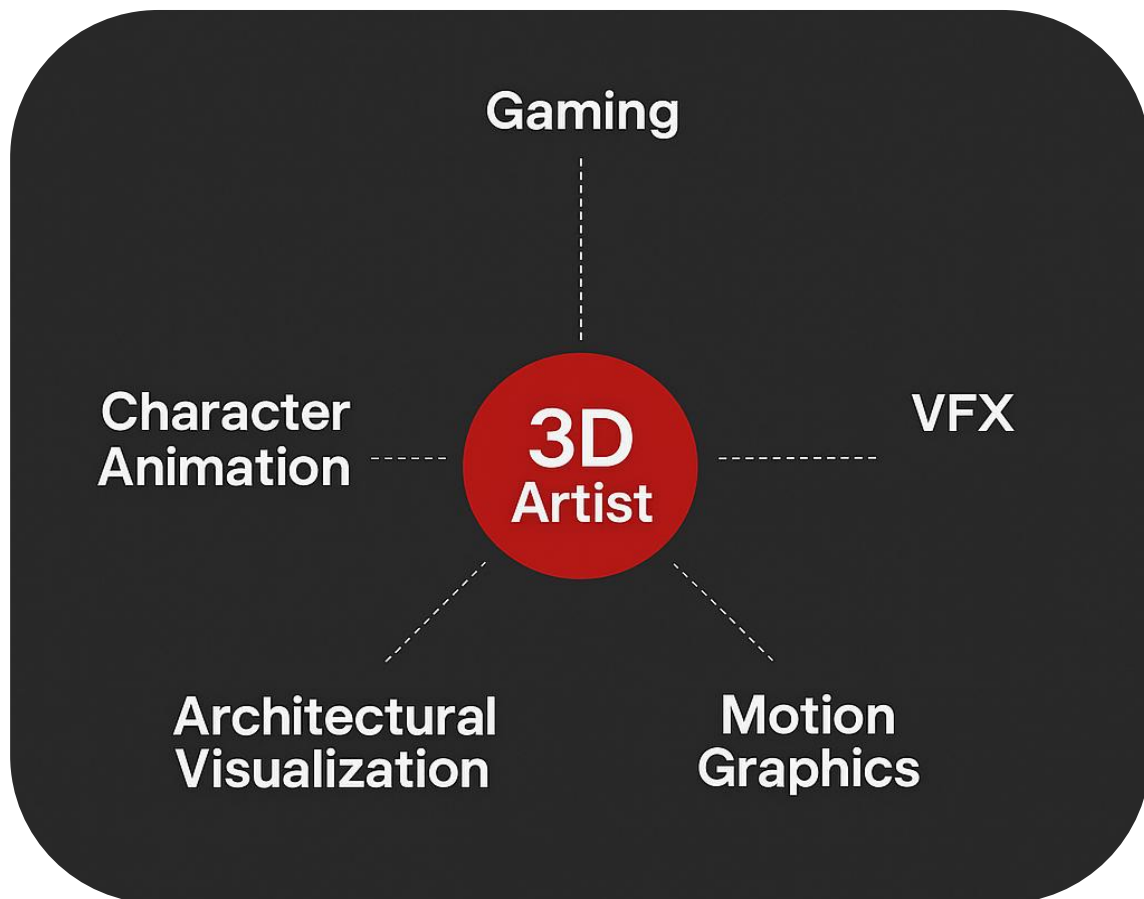 Gaming
Character
Animation
3D
Artist
VFX
Architectural
Visualization
Motion
Graphics